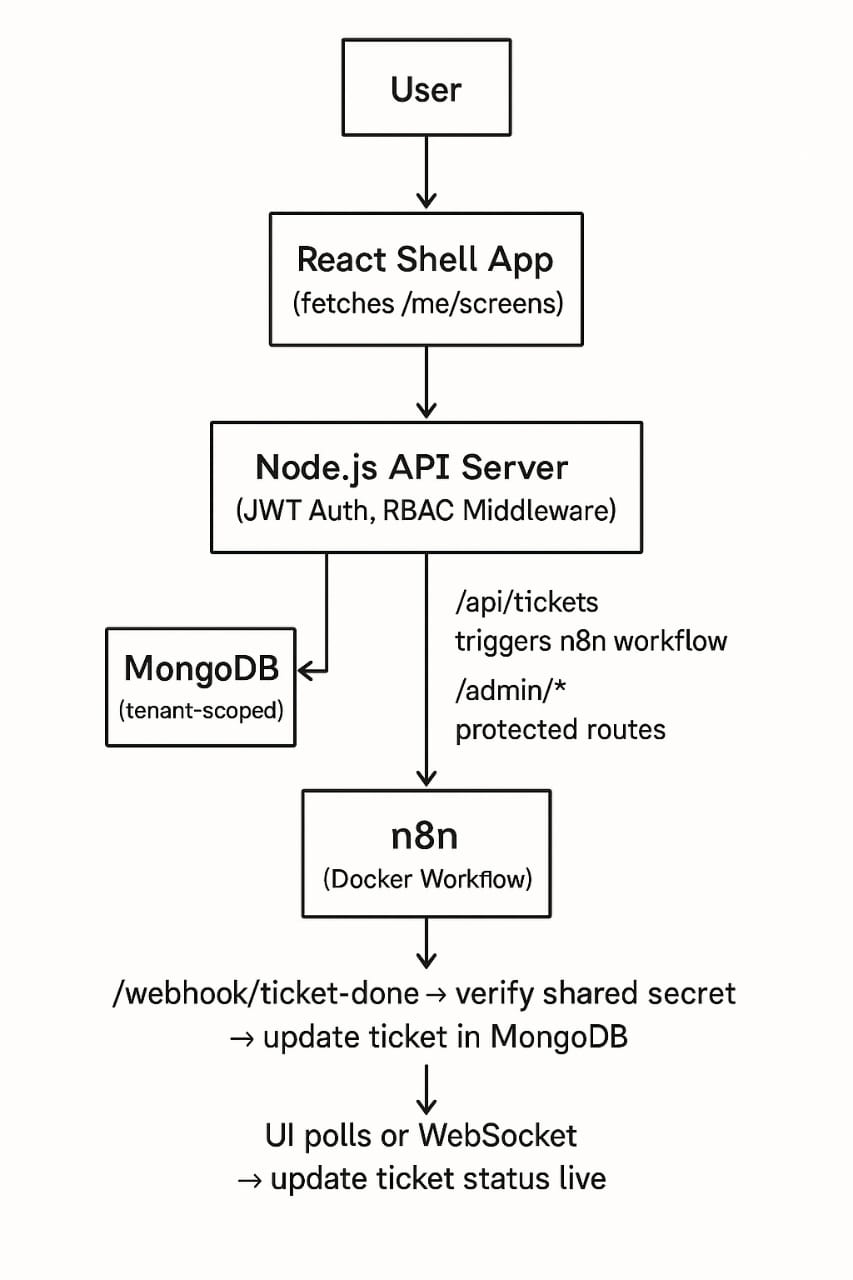 User
React Shell App
(fetches /me/screens)
Node.js API Server
(JWT Auth, RBAC Middleware)
/api/tickets
triggers n8n workflow
/admin/*
protected routes
MongoDB
(tenant-scoped)
n8n
(Docker Workflow)
/webhook/ticket-done → verify shared secret
→ update ticket in MongoDB
UI polls or WebSocket
→ update ticket status live